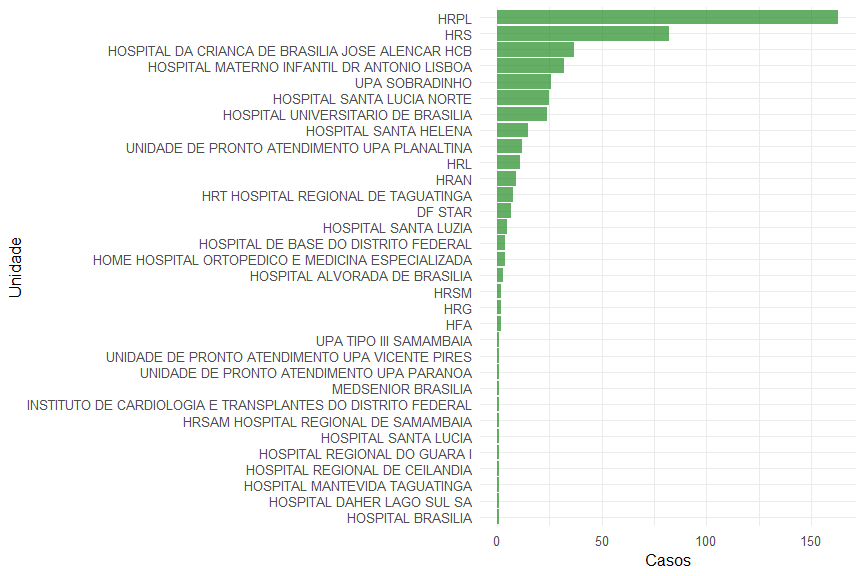 HRPL
HRS
HOSPITAL DA CRIANCA DE BRASILIA JOSE ALENCAR HCB
HOSPITAL MATERNO INFANTIL DR ANTONIO LISBOA
UPA SOBRADINHO
HOSPITAL SANTA LUCIA NORTE
HOSPITAL UNIVERSITARIO DE BRASILIA
HOSPITAL SANTA HELENA
UNIDADE DE PRONTO ATENDIMENTO UPA PLANALTINA
HRL
HRAN
HRT HOSPITAL REGIONAL DE TAGUATINGA
DF STAR
HOSPITAL SANTA LUZIA
HOSPITAL DE BASE DO DISTRITO FEDERAL
HOME HOSPITAL ORTOPEDICO E MEDICINA ESPECIALIZADA
HOSPITAL ALVORADA DE BRASILIA
HRSM
HRG
HFA
UPA TIPO III SAMAMBAIA
UNIDADE DE PRONTO ATENDIMENTO UPA VICENTE PIRES
UNIDADE DE PRONTO ATENDIMENTO UPA PARANOA
MEDSENIOR BRASILIA
INSTITUTO DE CARDIOLOGIA E TRANSPLANTES DO DISTRITO FEDERAL
HRSAM HOSPITAL REGIONAL DE SAMAMBAIA
HOSPITAL SANTA LUCIA
HOSPITAL REGIONAL DO GUARA I
HOSPITAL REGIONAL DE CEILANDIA
HOSPITAL MANTEVIDA TAGUATINGA
HOSPITAL DAHER LAGO SUL SA
HOSPITAL BRASILIA
Unidade
0 50 100 150
Casos